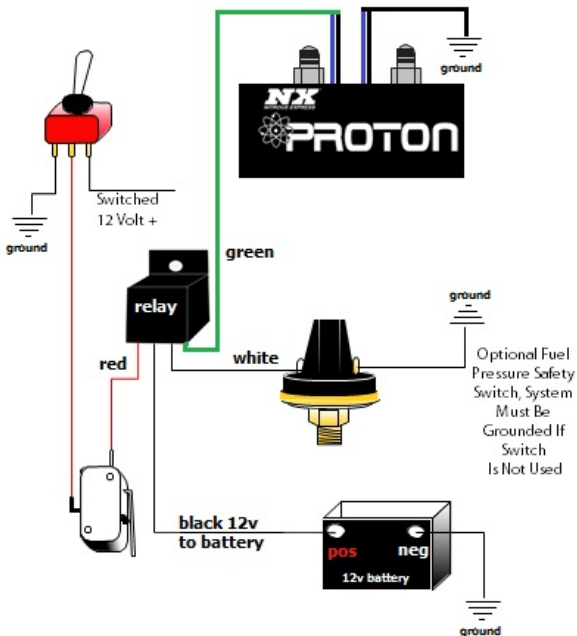 ground
NX
NITROUS EXPRESS
PROTON
Switched
12 Volt +
ground
green
relay
ground
white
red
Optional Fuel
Pressure Safety
Switch, System
Must Be
Grounded If
Switch
Is Not Used
black 12v
to battery
pos
neg
12v battery
ground